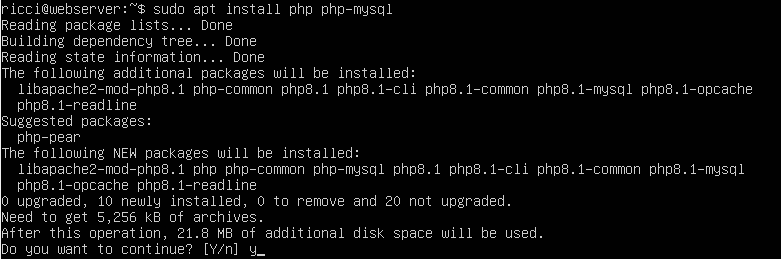 ricci@webserver:~$ sudo apt install php php-mysql
Reading package lists... Done
Building dependency tree... Done
Reading state information... Done
The following additional packages will be installed:
  libapache2-mod-php8.1 php-common php8.1 php8.1-cli php8.1-common php8.1-mysql php8.1-opcache
  php8.1-readline
Suggested packages:
  php-pear
The following NEW packages will be installed:
  libapache2-mod-php8.1 php php-common php-mysql php8.1 php8.1-cli php8.1-common php8.1-mysql
  php8.1-opcache php8.1-readline
0 upgraded, 10 newly installed, 0 to remove and 20 not upgraded.
Need to get 5,256 kB of archives.
After this operation, 21.8 MB of additional disk space will be used.
Do you want to continue? [Y/n] y_